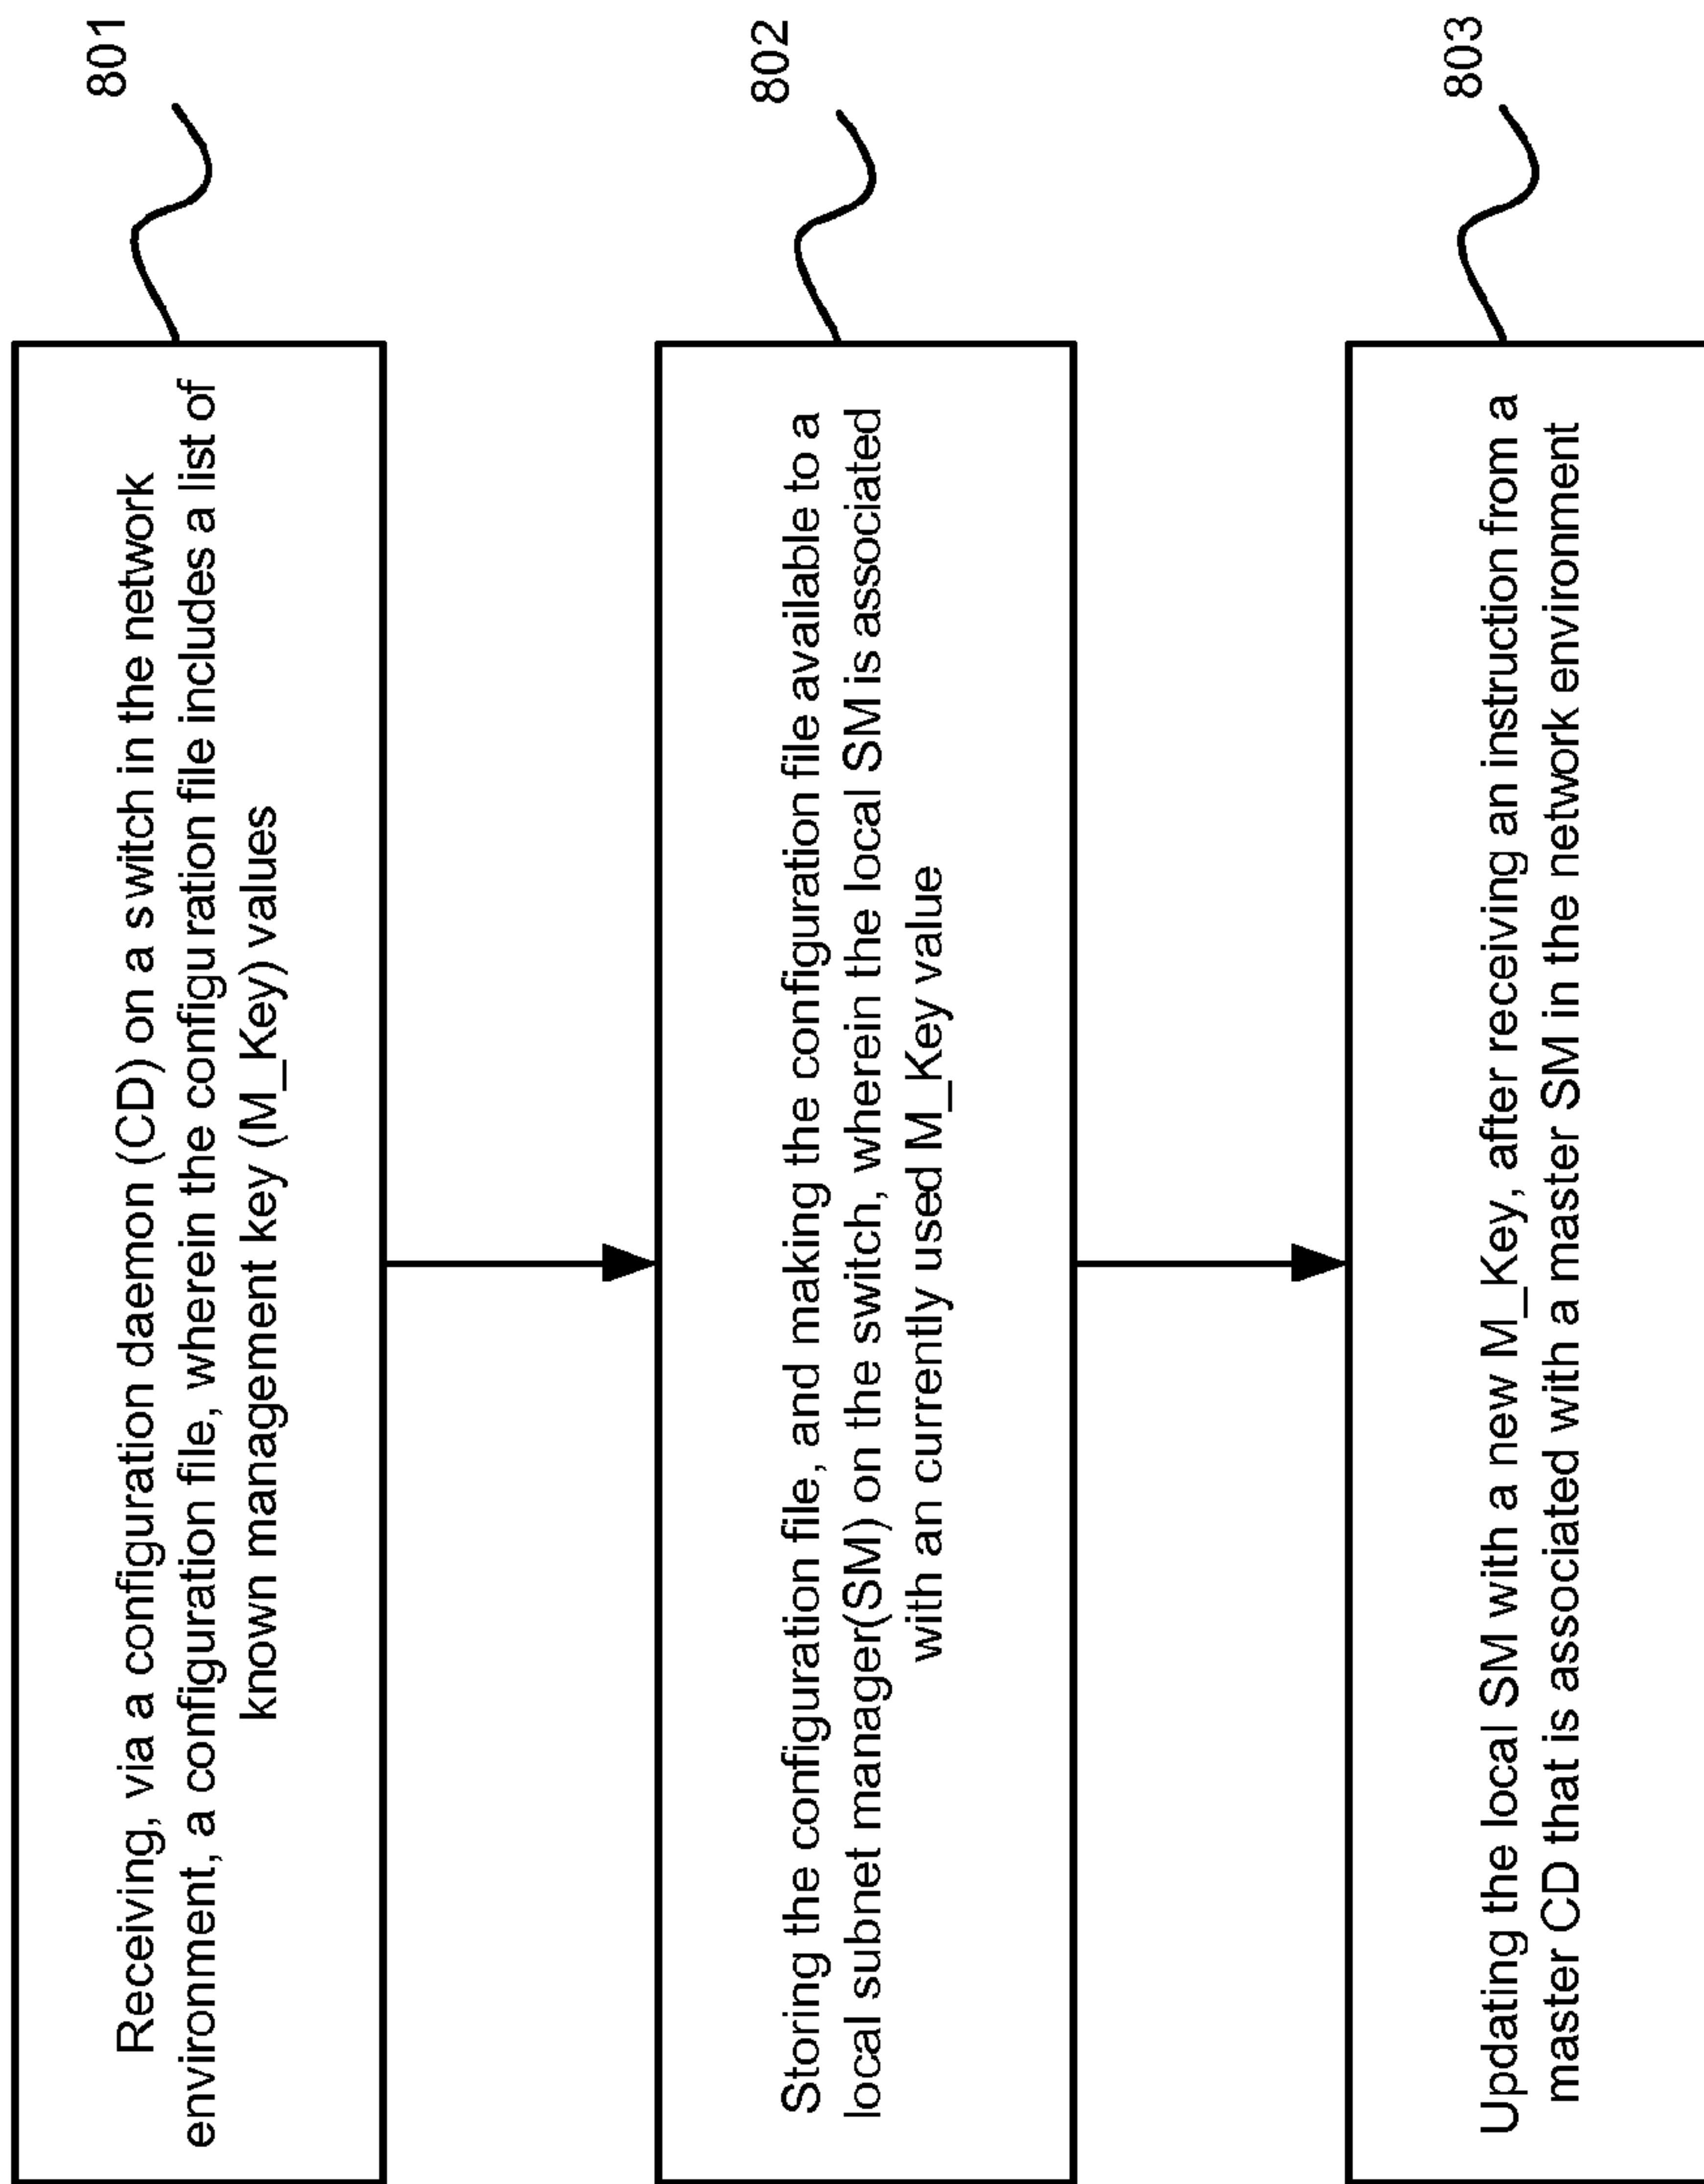 801
Receiving, via a configuration daemon (CD) on a switch in the network
environment, a configuration file, wherein the configuration file includes a list of
known management key (M_Key) values
802
Storing the configuration file, and making the configuration file available to a
local subnet manager(SM) on the switch, wherein the local SM is associated
with an currently used M_Key value
803
Updating the local SM with a new M_Key, after receiving an instruction from a
master CD that is associated with a master SM in the network environment